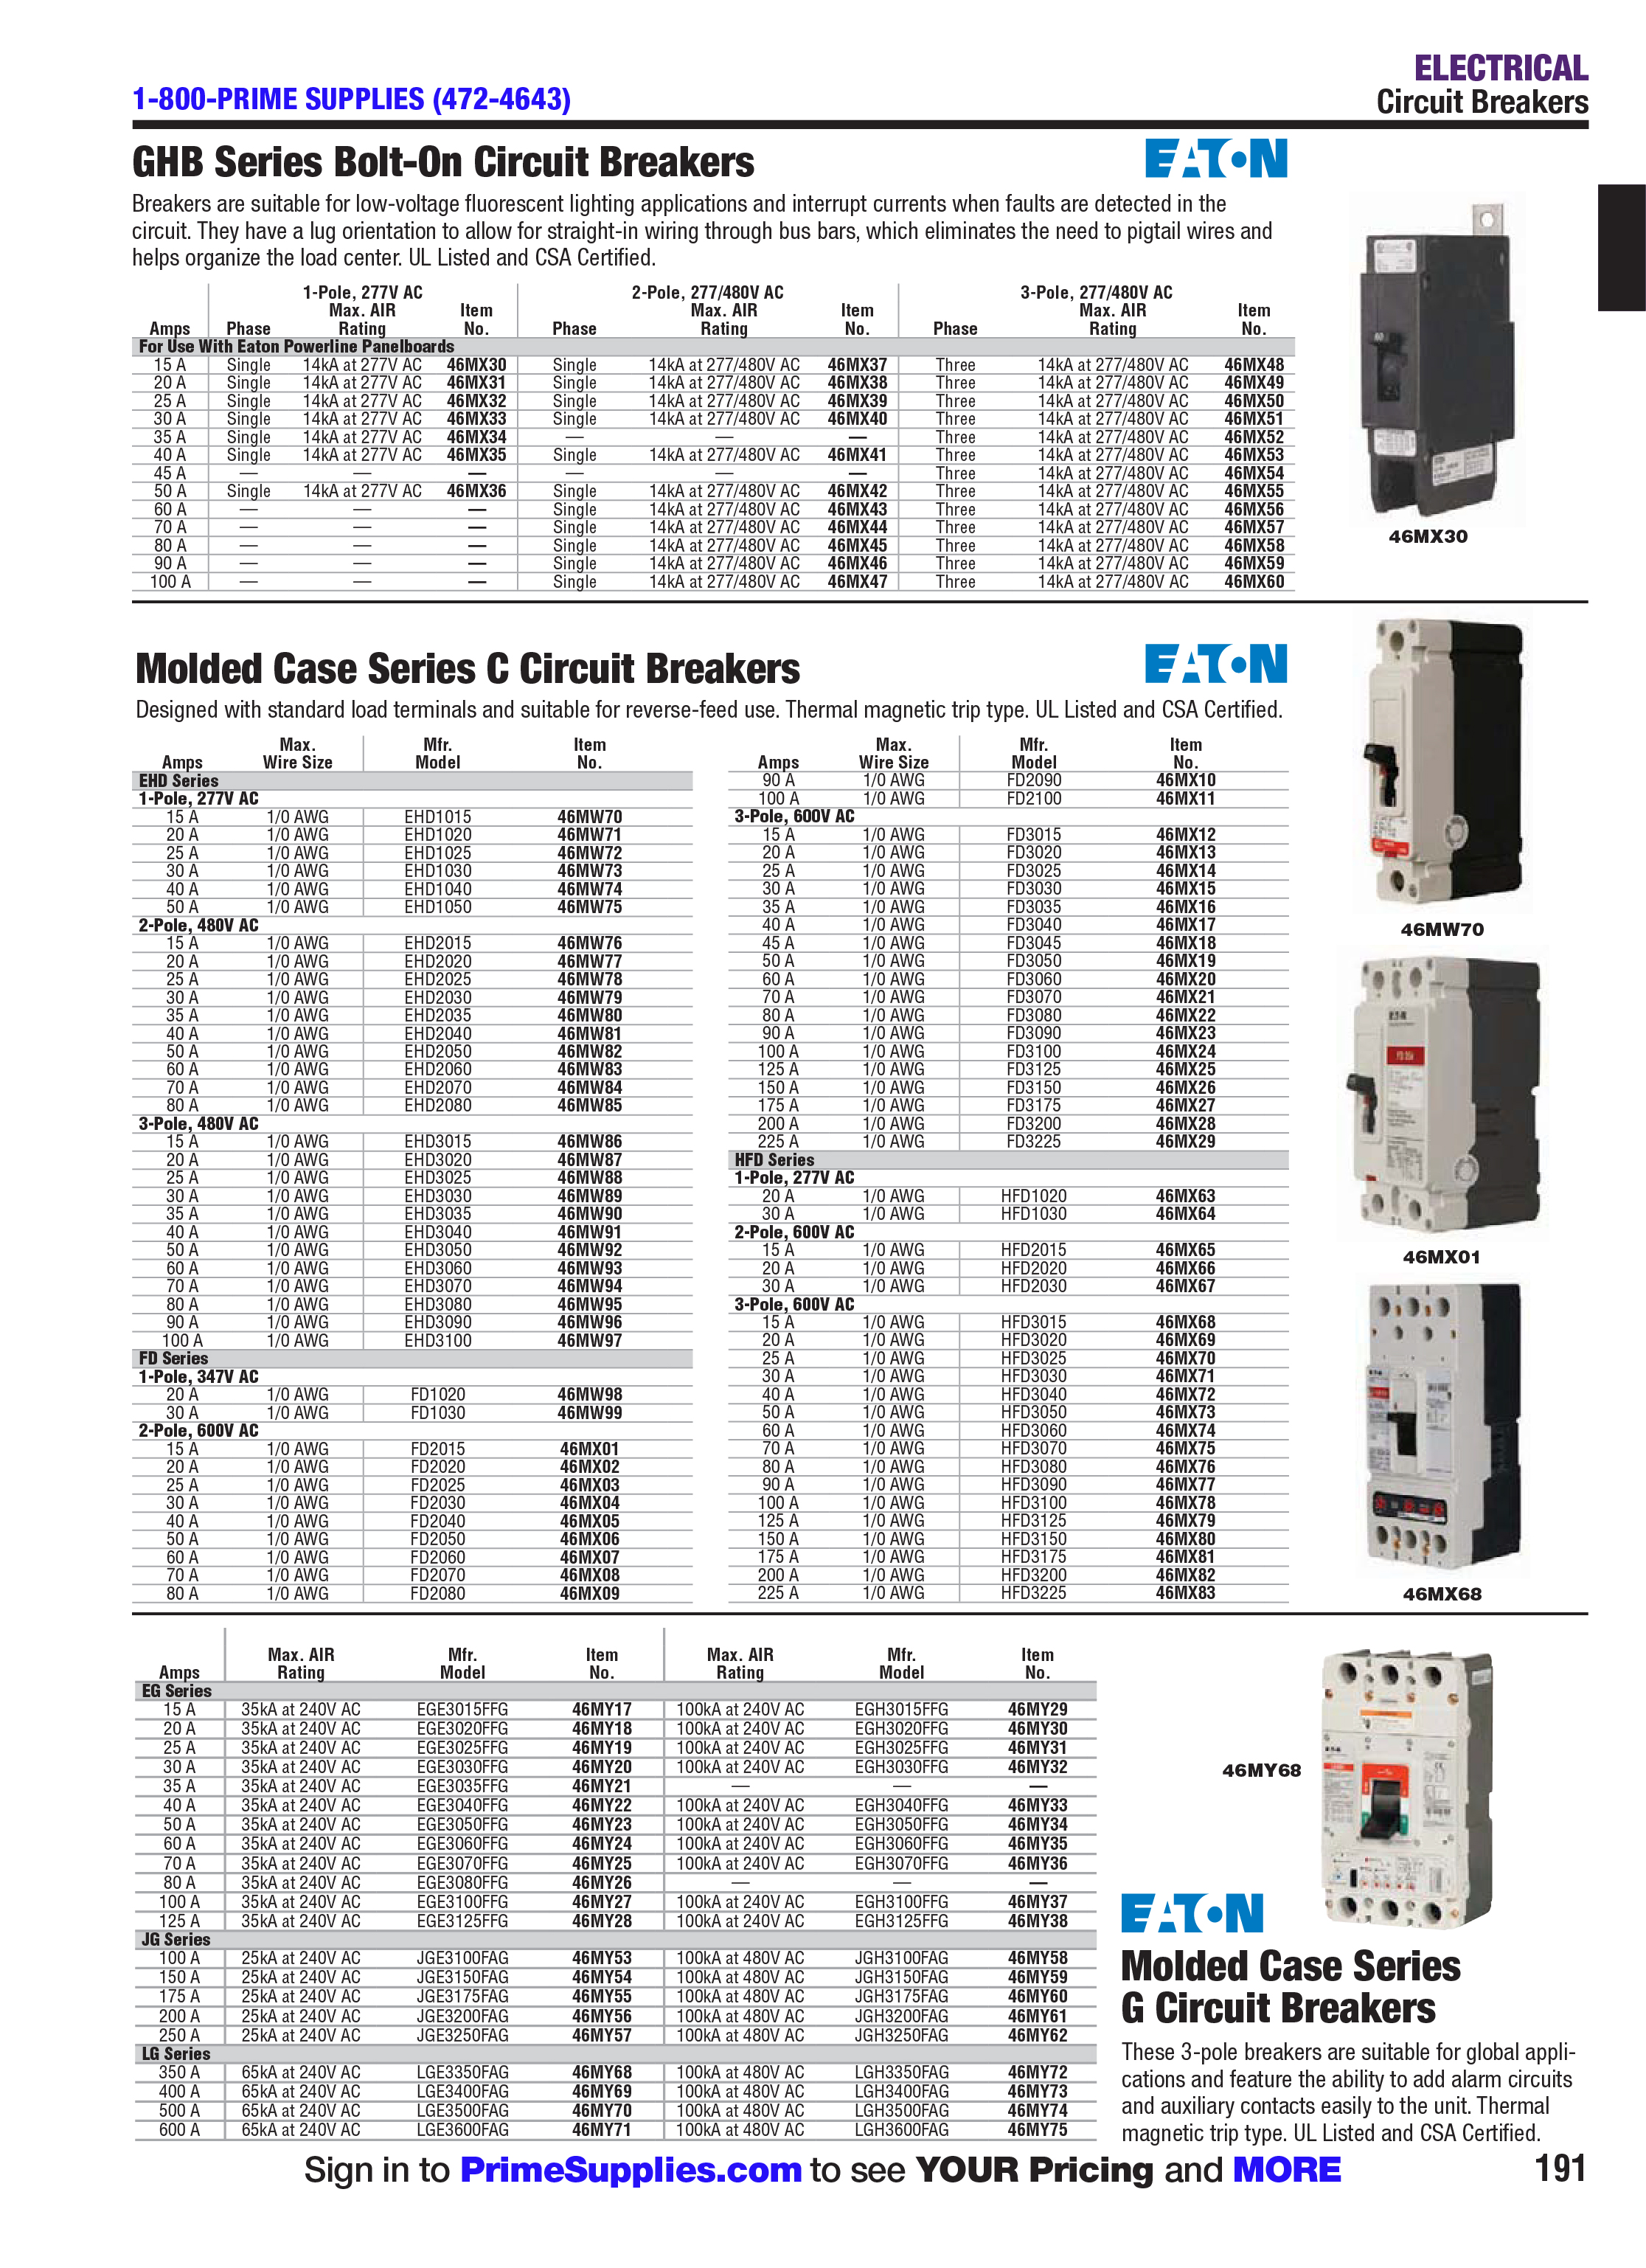 ELECTRICAL
1-800-PRIME SUPPLIES (472-4643)
Circuit Breakers
GHB Series Bolt-On Circuit Breakers
EATON
Breakers are suitable for low-voltage fluorescent lighting applications and interrupt currents when faults are detected in the
circuit. They have a lug orientation to allow for straight-in wiring through bus bars, which eliminates the need to pigtail wires and
helps organize the load center. UL Listed and CSA Certified.
1-Pole, 277V AC 2-Pole, 277/480V AC 3-Pole, 277/480V AC
Max. AIR Item Max. AIR Item Max. AIR Item
Amps Phase Rating No. Phase Rating No. Phase Rating No.
For Use With Eaton Powerline Panelboards
15 A Single 14kA at 277V AC 46MX30 Single 14kA at 277/480V AC 46MX37 Three 14kA at 277/480V AC 46MX48
20 A Single 14kA at 277V AC 46MX31 Single 14kA at 277/480V AC 46MX38 Three 14kA at 277/480V AC 46MX49
25 A Single 14kA at 277V AC 46MX32 Single 14kA at 277/480V AC 46MX39 Three 14kA at 277/480V AC 46MX50
30 A Single 14kA at 277V AC 46MX33 Single 14kA at 277/480V AC 46MX40 Three 14kA at 277/480V AC 46MX51
35 A Single 14kA at 277V AC 46MX34 — — — Three 14kA at 277/480V AC 46MX52
40 A Single 14kA at 277V AC 46MX35 Single 14kA at 277/480V AC 46MX41 Three 14kA at 277/480V AC 46MX53
45 A — — — — — — Three 14kA at 277/480V AC 46MX54
50 A Single 14kA at 277V AC 46MX36 Single 14kA at 277/480V AC 46MX42 Three 14kA at 277/480V AC 46MX55
60 A — — — Single 14kA at 277/480V AC 46MX43 Three 14kA at 277/480V AC 46MX56
70 A — — — Single 14kA at 277/480V AC 46MX44 Three 14kA at 277/480V AC 46MX57
80 A — — — Single 14kA at 277/480V AC 46MX45 Three 14kA at 277/480V AC 46MX58
90 A — — — Single 14kA at 277/480V AC 46MX46 Three 14kA at 277/480V AC 46MX59
100 A — — — Single 14kA at 277/480V AC 46MX47 Three 14kA at 277/480V AC 46MX60
46MX30
Molded Case Series C Circuit Breakers
EATON
Designed with standard load terminals and suitable for reverse-feed use. Thermal magnetic trip type. UL Listed and CSA Certified.
Max. Mfr. Item
Amps Wire Size Model No.
EHD Series
1-Pole, 277V AC
15 A 1/0 AWG EHD1015 46MW70
20 A 1/0 AWG EHD1020 46MW71
25 A 1/0 AWG EHD1025 46MW72
30 A 1/0 AWG EHD1030 46MW73
40 A 1/0 AWG EHD1040 46MW74
50 A 1/0 AWG EHD1050 46MW75
2-Pole, 480V AC
15 A 1/0 AWG EHD2015 46MW76
20 A 1/0 AWG EHD2020 46MW77
25 A 1/0 AWG EHD2025 46MW78
30 A 1/0 AWG EHD2030 46MW79
35 A 1/0 AWG EHD2035 46MW80
40 A 1/0 AWG EHD2040 46MW81
50 A 1/0 AWG EHD2050 46MW82
60 A 1/0 AWG EHD2060 46MW83
70 A 1/0 AWG EHD2070 46MW84
80 A 1/0 AWG EHD2080 46MW85
3-Pole, 480V AC
15 A 1/0 AWG EHD3015 46MW86
20 A 1/0 AWG EHD3020 46MW87
25 A 1/0 AWG EHD3025 46MW88
30 A 1/0 AWG EHD3030 46MW89
35 A 1/0 AWG EHD3035 46MW90
40 A 1/0 AWG EHD3040 46MW91
50 A 1/0 AWG EHD3050 46MW92
60 A 1/0 AWG EHD3060 46MW93
70 A 1/0 AWG EHD3070 46MW94
80 A 1/0 AWG EHD3080 46MW95
90 A 1/0 AWG EHD3090 46MW96
100 A 1/0 AWG EHD3100 46MW97
FD Series
1-Pole, 347V AC
20 A 1/0 AWG FD1020 46MW98
30 A 1/0 AWG FD1030 46MW99
2-Pole, 600V AC
15 A 1/0 AWG FD2015 46MX01
20 A 1/0 AWG FD2020 46MX02
25 A 1/0 AWG FD2025 46MX03
30 A 1/0 AWG FD2030 46MX04
40 A 1/0 AWG FD2040 46MX05
50 A 1/0 AWG FD2050 46MX06
60 A 1/0 AWG FD2060 46MX07
70 A 1/0 AWG FD2070 46MX08
80 A 1/0 AWG FD2080 46MX09
Max. Mfr. Item
Amps Wire Size Model No.
90 A 1/0 AWG FD2090 46MX10
100 A 1/0 AWG FD2100 46MX11
3-Pole, 600V AC
15 A 1/0 AWG FD3015 46MX12
20 A 1/0 AWG FD3020 46MX13
25 A 1/0 AWG FD3025 46MX14
30 A 1/0 AWG FD3030 46MX15
35 A 1/0 AWG FD3035 46MX16
40 A 1/0 AWG FD3040 46MX17
45 A 1/0 AWG FD3045 46MX18
50 A 1/0 AWG FD3050 46MX19
60 A 1/0 AWG FD3060 46MX20
70 A 1/0 AWG FD3070 46MX21
80 A 1/0 AWG FD3080 46MX22
90 A 1/0 AWG FD3090 46MX23
100 A 1/0 AWG FD3100 46MX24
125 A 1/0 AWG FD3125 46MX25
150 A 1/0 AWG FD3150 46MX26
175 A 1/0 AWG FD3175 46MX27
200 A 1/0 AWG FD3200 46MX28
225 A 1/0 AWG FD3225 46MX29
HFD Series
1-Pole, 277V AC
20 A 1/0 AWG HFD1020 46MX63
30 A 1/0 AWG HFD1030 46MX64
2-Pole, 600V AC
15 A 1/0 AWG HFD2015 46MX65
20 A 1/0 AWG HFD2020 46MX66
30 A 1/0 AWG HFD2030 46MX67
3-Pole, 600V AC
15 A 1/0 AWG HFD3015 46MX68
20 A 1/0 AWG HFD3020 46MX69
25 A 1/0 AWG HFD3025 46MX70
30 A 1/0 AWG HFD3030 46MX71
40 A 1/0 AWG HFD3040 46MX72
50 A 1/0 AWG HFD3050 46MX73
60 A 1/0 AWG HFD3060 46MX74
70 A 1/0 AWG HFD3070 46MX75
80 A 1/0 AWG HFD3080 46MX76
90 A 1/0 AWG HFD3090 46MX77
100 A 1/0 AWG HFD3100 46MX78
125 A 1/0 AWG HFD3125 46MX79
150 A 1/0 AWG HFD3150 46MX80
175 A 1/0 AWG HFD3175 46MX81
200 A 1/0 AWG HFD3200 46MX82
225 A 1/0 AWG HFD3225 46MX83
46MW70
46MX01
46MX68
Max. AIR Mfr. Item Max. AIR Mfr. Item
Amps Rating Model No. Rating Model No.
EG Series
15 A 35kA at 240V AC EGE3015FFG 46MY17 100kA at 240V AC EGH3015FFG 46MY29
20 A 35kA at 240V AC EGE3020FFG 46MY18 100kA at 240V AC EGH3020FFG 46MY30
25 A 35kA at 240V AC EGE3025FFG 46MY19 100kA at 240V AC EGH3025FFG 46MY31
30 A 35kA at 240V AC EGE3030FFG 46MY20 100kA at 240V AC EGH3030FFG 46MY32
35 A 35kA at 240V AC EGE3035FFG 46MY21 — — —
40 A 35kA at 240V AC EGE3040FFG 46MY22 100kA at 240V AC EGH3040FFG 46MY33
50 A 35kA at 240V AC EGE3050FFG 46MY23 100kA at 240V AC EGH3050FFG 46MY34
60 A 35kA at 240V AC EGE3060FFG 46MY24 100kA at 240V AC EGH3060FFG 46MY35
70 A 35kA at 240V AC EGE3070FFG 46MY25 100kA at 240V AC EGH3070FFG 46MY36
80 A 35kA at 240V AC EGE3080FFG 46MY26 — — —
100 A 35kA at 240V AC EGE3100FFG 46MY27 100kA at 240V AC EGH3100FFG 46MY37
125 A 35kA at 240V AC EGE3125FFG 46MY28 100kA at 240V AC EGH3125FFG 46MY38
JG Series
100 A 25kA at 240V AC JGE3100FAG 46MY53 100kA at 480V AC JGH3100FAG 46MY58
150 A 25kA at 240V AC JGE3150FAG 46MY54 100kA at 480V AC JGH3150FAG 46MY59
175 A 25kA at 240V AC JGE3175FAG 46MY55 100kA at 480V AC JGH3175FAG 46MY60
200 A 25kA at 240V AC JGE3200FAG 46MY56 100kA at 480V AC JGH3200FAG 46MY61
250 A 25kA at 240V AC JGE3250FAG 46MY57 100kA at 480V AC JGH3250FAG 46MY62
LG Series
350 A 65kA at 240V AC LGE3350FAG 46MY68 100kA at 480V AC LGH3350FAG 46MY72
400 A 65kA at 240V AC LGE3400FAG 46MY69 100kA at 480V AC LGH3400FAG 46MY73
500 A 65kA at 240V AC LGE3500FAG 46MY70 100kA at 480V AC LGH3500FAG 46MY74
600 A 65kA at 240V AC LGE3600FAG 46MY71 100kA at 480V AC LGH3600FAG 46MY75
46MY68
EATON
Molded Case Series
G Circuit Breakers
These 3-pole breakers are suitable for global appli-
cations and feature the ability to add alarm circuits
and auxiliary contacts easily to the unit. Thermal
magnetic trip type. UL Listed and CSA Certified.
Sign in to PrimeSupplies.com to see YOUR Pricing and MORE
191